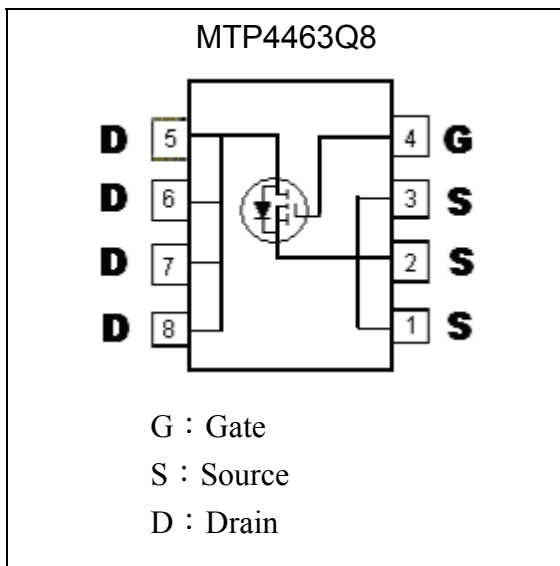 MTP4463Q8
D 5 4 G
D 6 3 S
D 7 2 S
D 8 1 S
G：Gate
S：Source
D：Drain